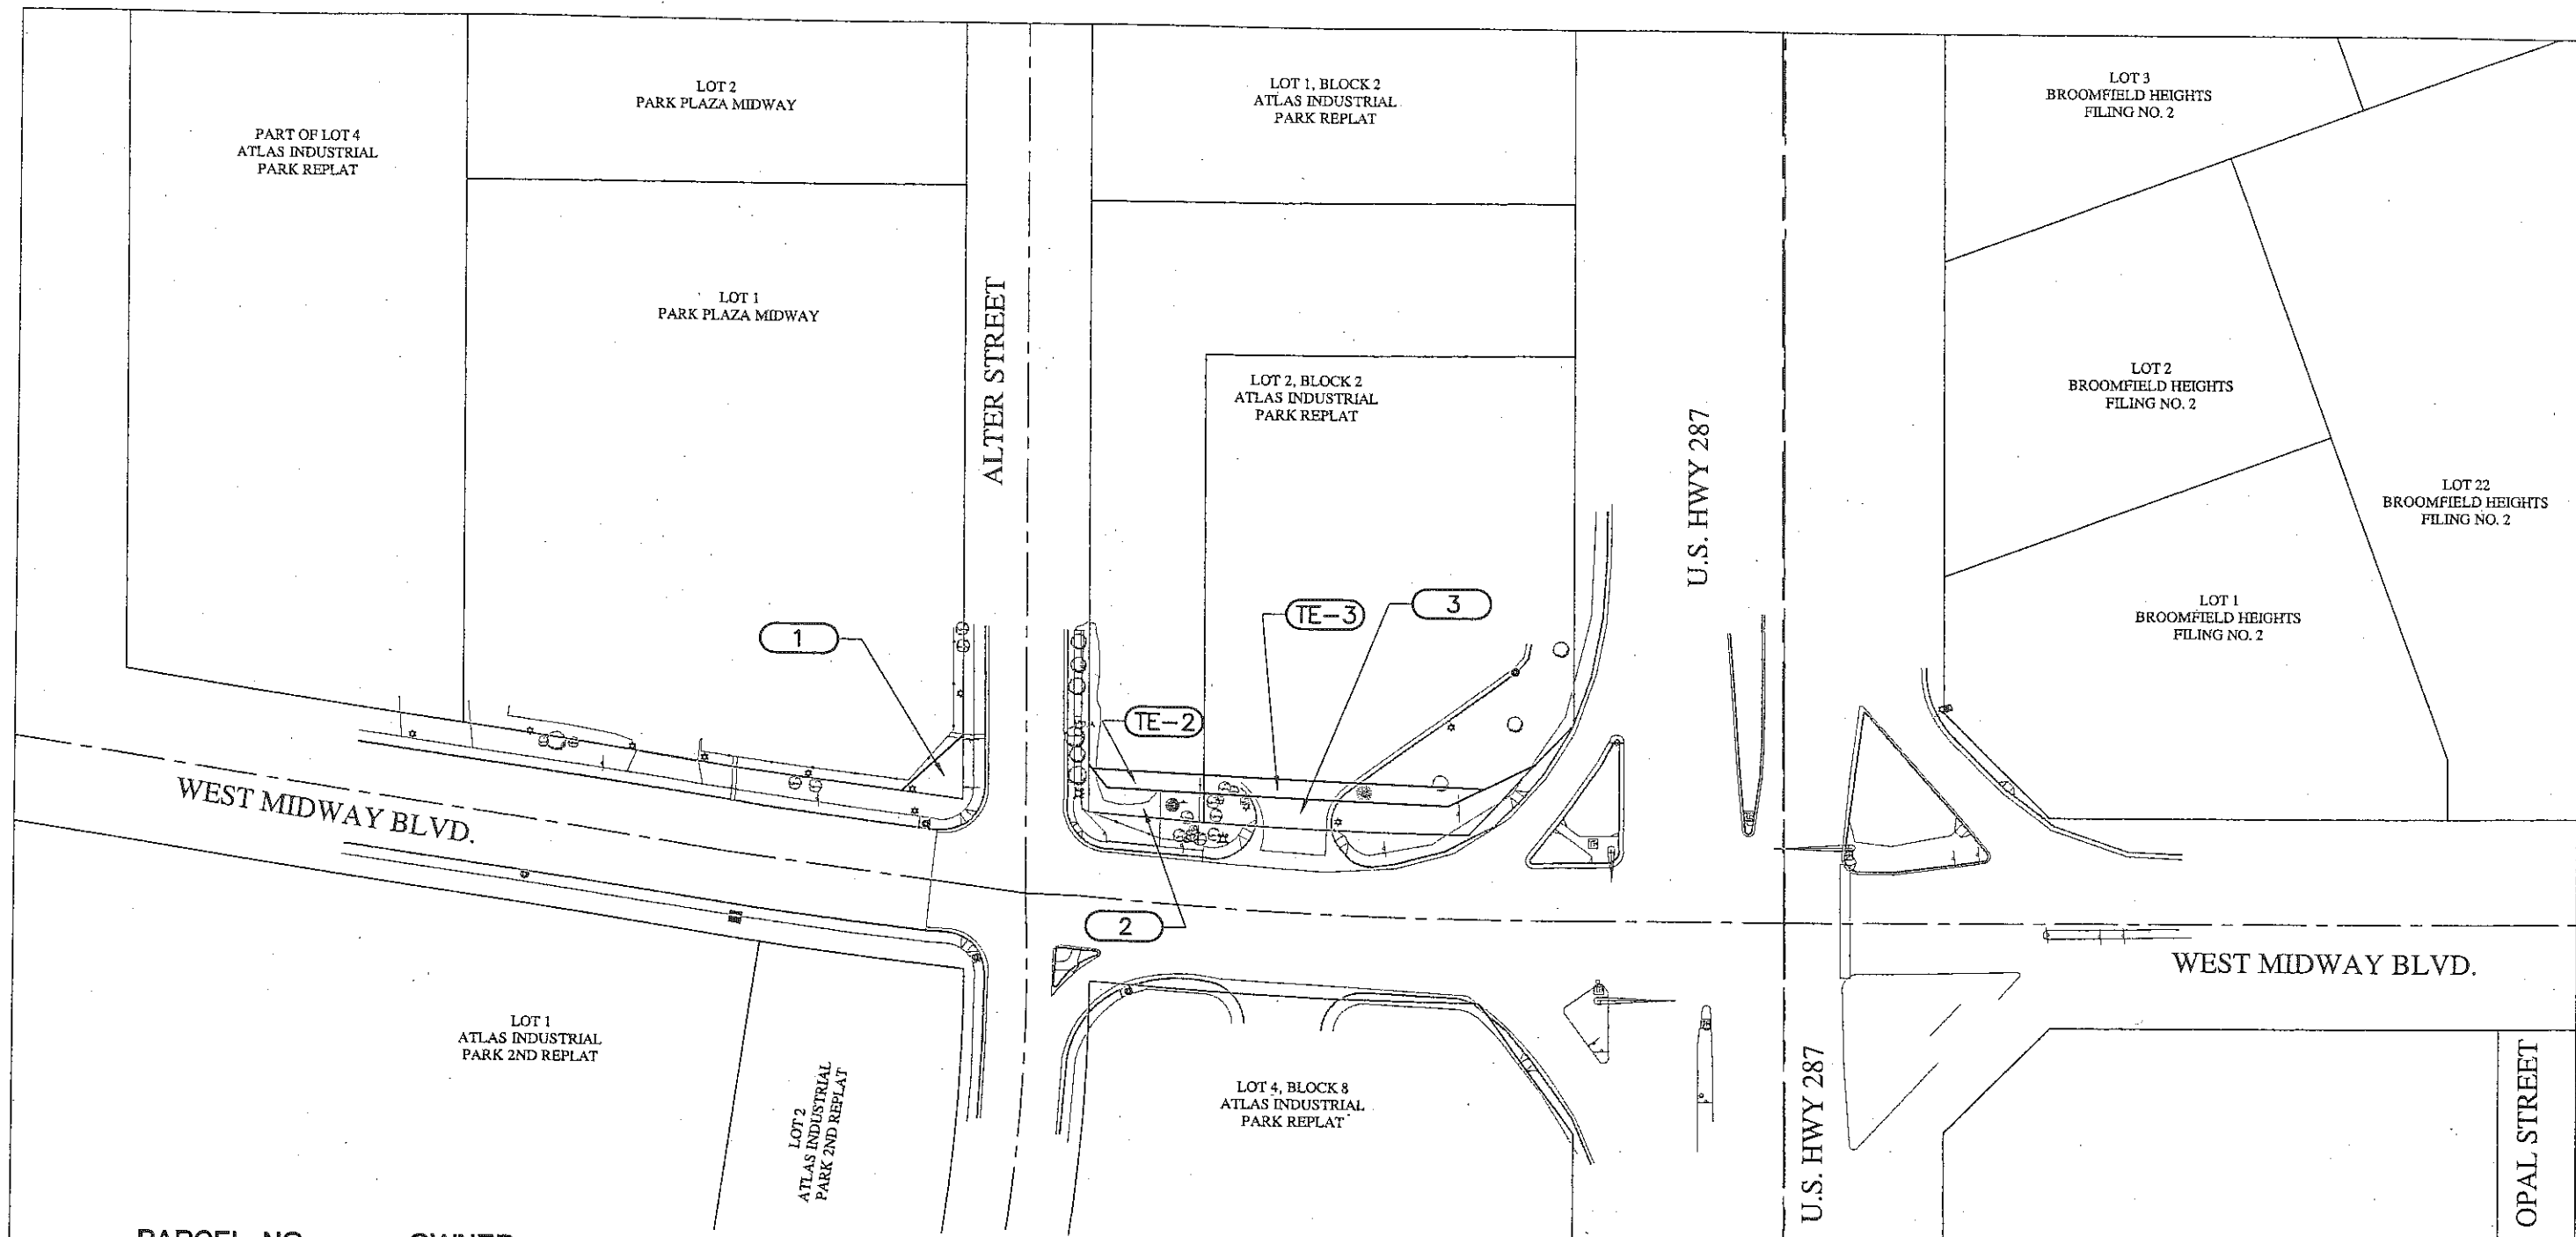 LOT 2
PARK PLAZA MIDWAY
LOT 1, BLOCK 2
ATLAS INDUSTRIAL
PARK REPLAT
LOT 3
BROOMFIELD HEIGHTS
FILING NO. 2
PART OF LOT 4
ATLAS INDUSTRIAL
PARK REPLAT
LOT 1
PARK PLAZA MIDWAY
ALTER STREET
LOT 2, BLOCK 2
ATLAS INDUSTRIAL
PARK REPLAT
U.S. HWY 287
LOT 2
BROOMFIELD HEIGHTS
FILING NO. 2
LOT 22
BROOMFIELD HEIGHTS
FILING NO. 2
LOT 1
BROOMFIELD HEIGHTS
FILING NO. 2
1
TE-3
3
TE-2
WEST MIDWAY BLVD.
2
WEST MIDWAY BLVD.
LOT 1
ATLAS INDUSTRIAL
PARK 2ND REPLAT
LOT 2
ATLAS INDUSTRIAL
PARK 2ND REPLAT
LOT 4, BLOCK 8
ATLAS INDUSTRIAL
PARK REPLAT
U.S. HWY 287
OPAL STREET
PARCEL NO. OWNER